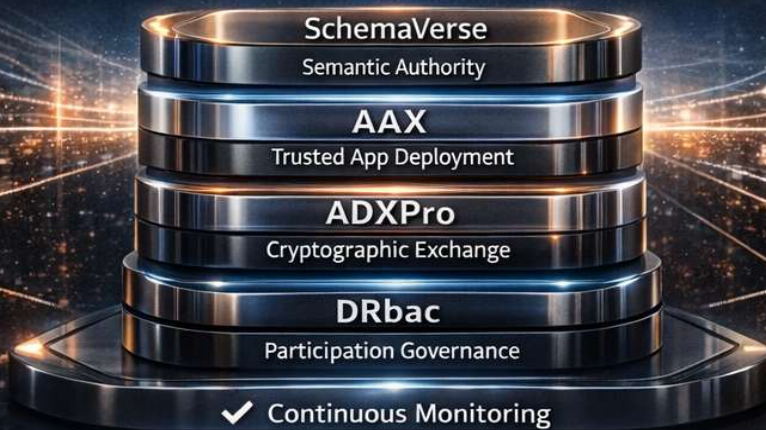 SchemaVerse
Semantic Authority
AAX
Trusted App Deployment
ADXPro
Cryptographic Exchange
DRbac
Participation Governance
✓ Continuous Monitoring